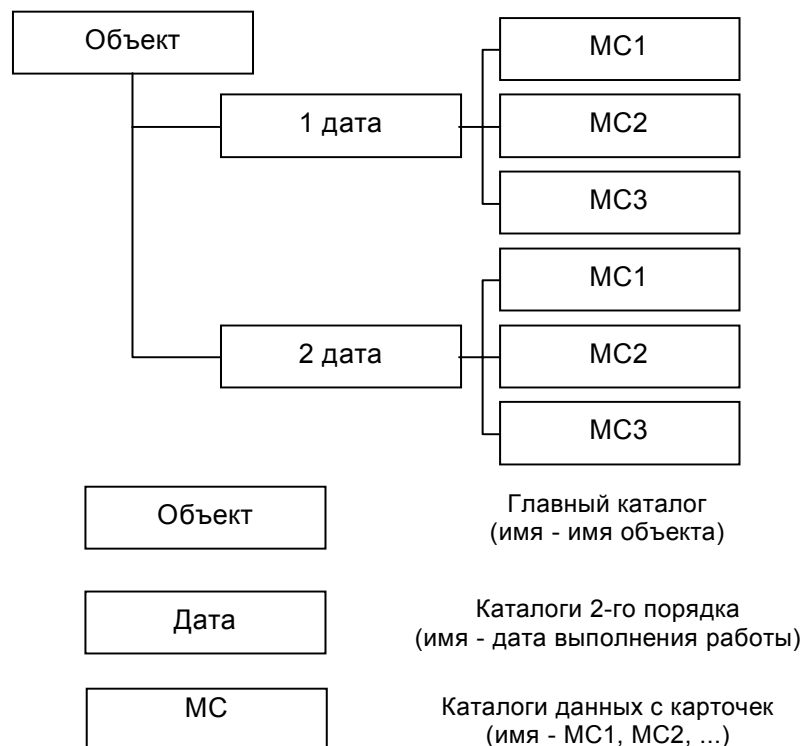 Объект
МС1
1 дата
МС2
МС3
МС1
2 дата
МС2
МС3
Объект
Главный каталог
(имя - имя объекта)
Дата
Каталоги 2-го порядка
(имя - дата выполнения работы)
МС
Каталоги данных с карточек
(имя - МС1, МС2, ...)